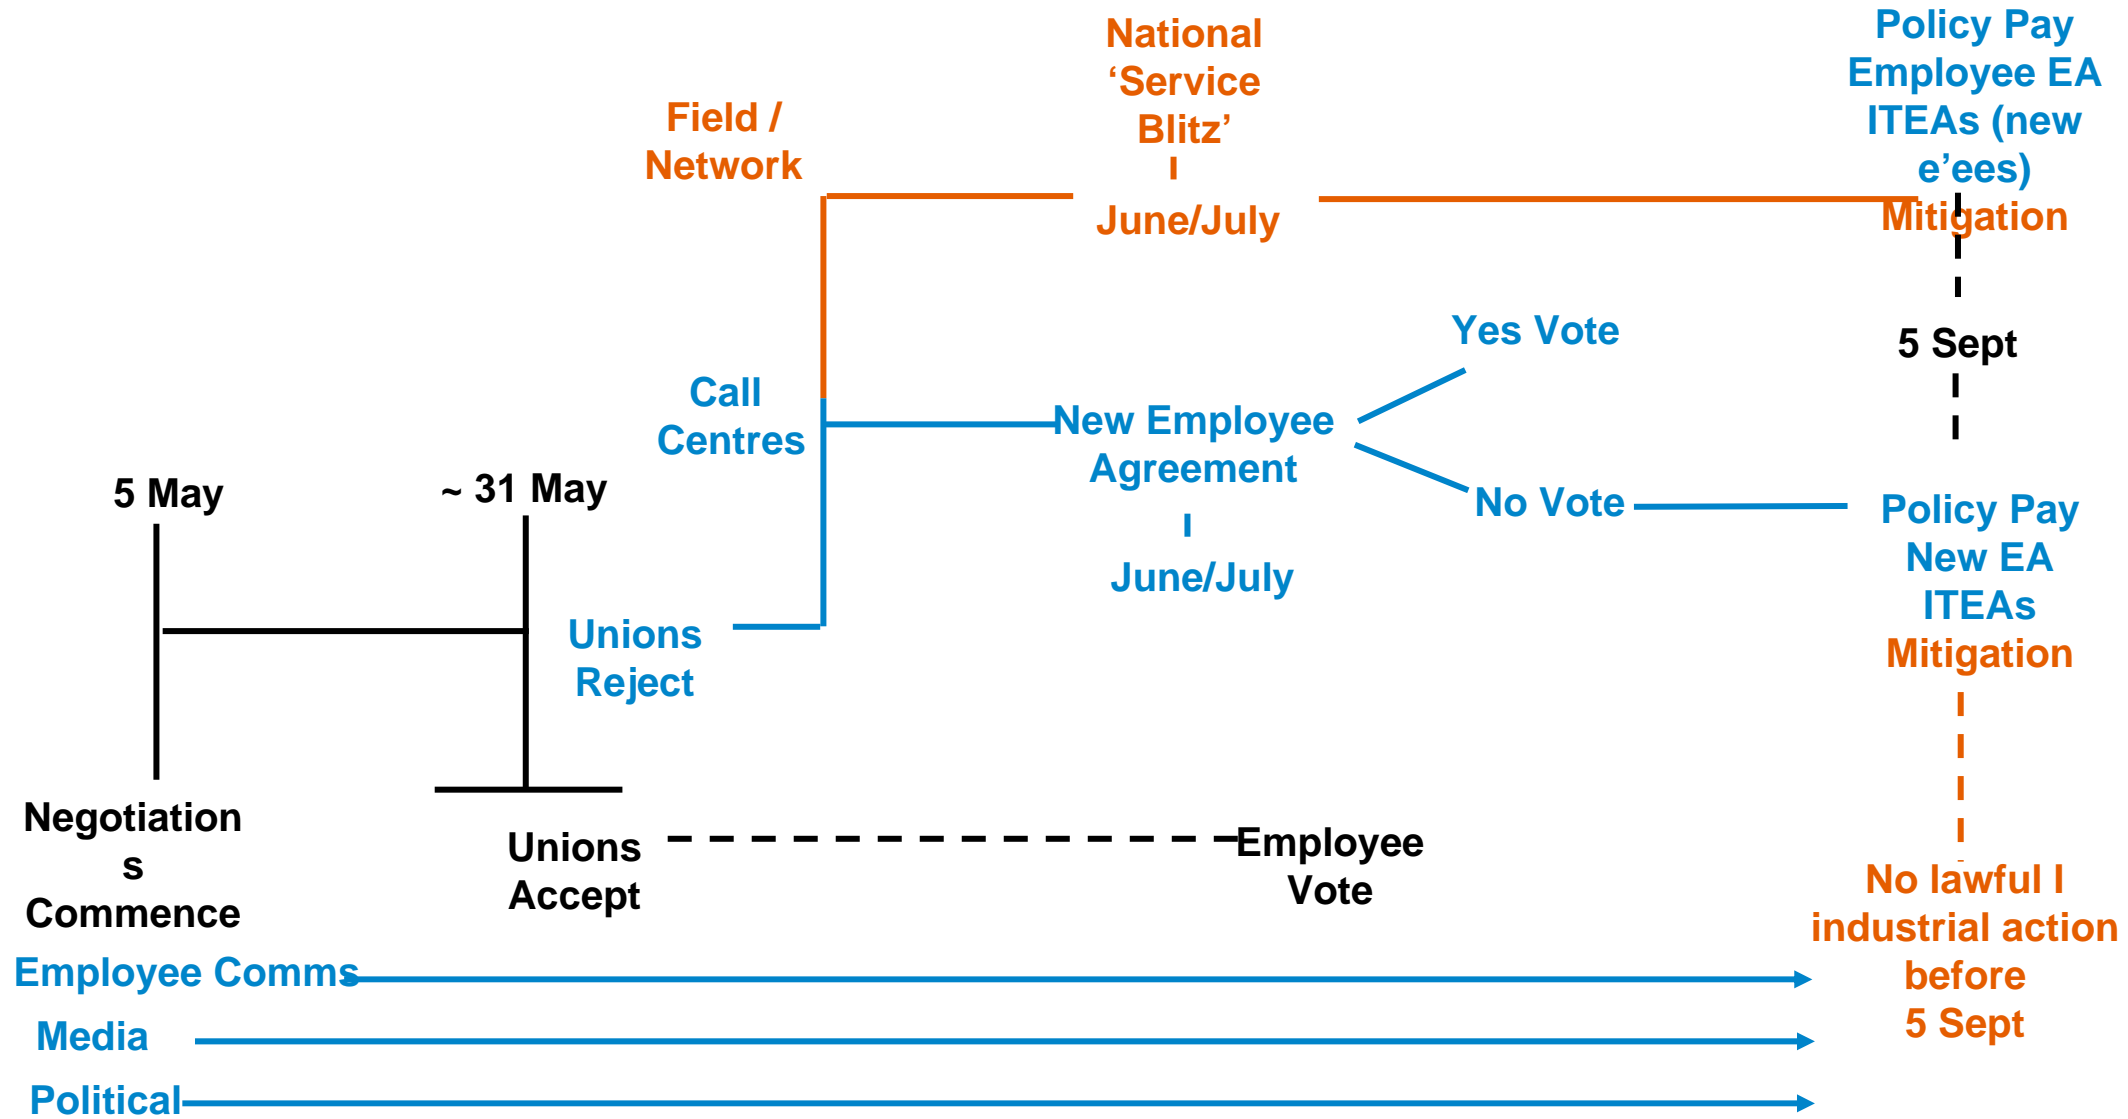 National
‘Service
Blitz’
June/July
Policy Pay
Employee EA
ITEAs (new
e’ees)
Mitigation
Field /
Network
5 Sept
Yes Vote
Call
Centres
New Employee
Agreement
June/July
No Vote
Policy Pay
New EA
ITEAs
Mitigation
5 May
~ 31 May
Unions
Reject
Negotiation
s
Commence
Unions
Accept
Employee
Vote
No lawful I
industrial action
before
5 Sept
Employee Comms
Media
Political